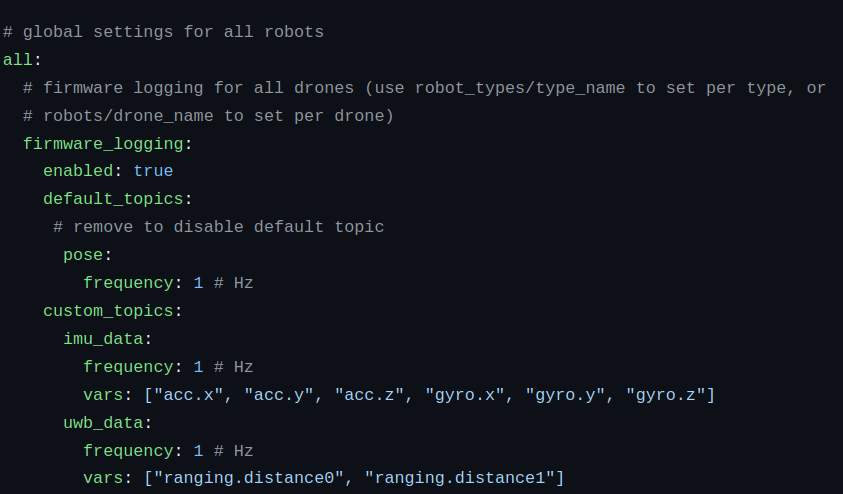 # global settings for all robots
all:
  # firmware logging for all drones (use robot_types/type_name to set per type, or
  # robots/drone_name to set per drone)
  firmware_logging:
    enabled: true
    default_topics:
     # remove to disable default topic
      pose:
        frequency: 1 # Hz
    custom_topics:
      imu_data:
        frequency: 1 # Hz
        vars: ["acc.x", "acc.y", "acc.z", "gyro.x", "gyro.y", "gyro.z"]
      uwb_data:
        frequency: 1 # Hz
        vars: ["ranging.distance0", "ranging.distance1"]